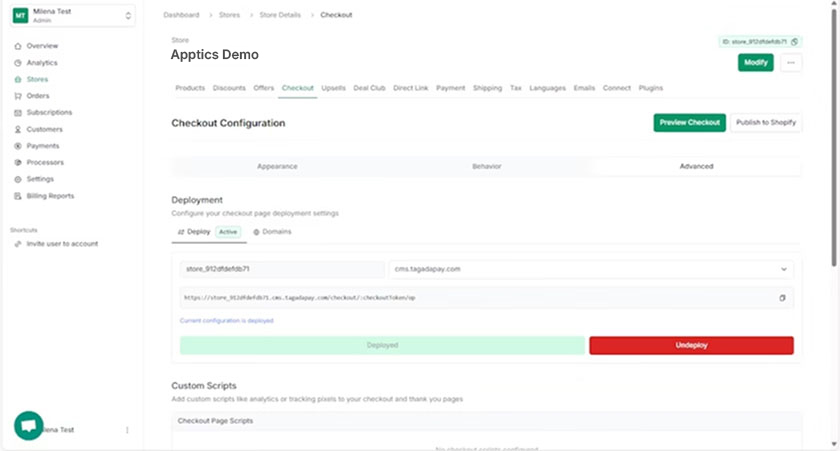 MT
Milena Test
Admin
Overview
Analytics
Stores
Orders
Subscriptions
Customers
Payments
Processors
Settings
Billing Reports
Shortcuts
Invite user to account
lena Test
Dashboard > Stores > Store Details > Checkout
Store
ID: store_912dfdefdb71
Apptics Demo
Modify
Products Discounts Offers Checkout Upsells Deal Club Direct Link Payment Shipping Tax Languages Emails Connect Plugins
Checkout Configuration
Preview Checkout
Publish to Shopify
Appearance Behavior Advanced
Deployment
Configure your checkout page deployment settings
Deploy Active Domains
store_912dfdefdb71 cms.tagadapay.com
https://store_912dfdefdb71.cms.tagadapay.com/checkout/:checkoutToken/op
Current configuration is deployed
Deployed Undeploy
Custom Scripts
Add custom scripts like analytics or tracking pixels to your checkout and thank you pages
Checkout Page Scripts
No checkout scripts configured